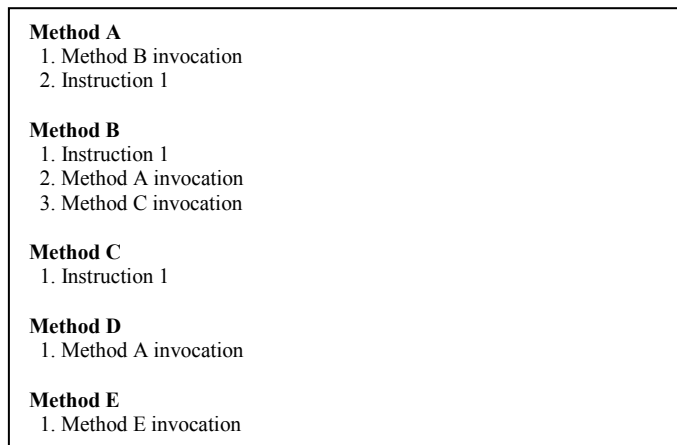 Method A
1. Method B invocation
2. Instruction 1
Method B
1. Instruction 1
2. Method A invocation
3. Method C invocation
Method C
1. Instruction 1
Method D
1. Method A invocation
Method E
1. Method E invocation